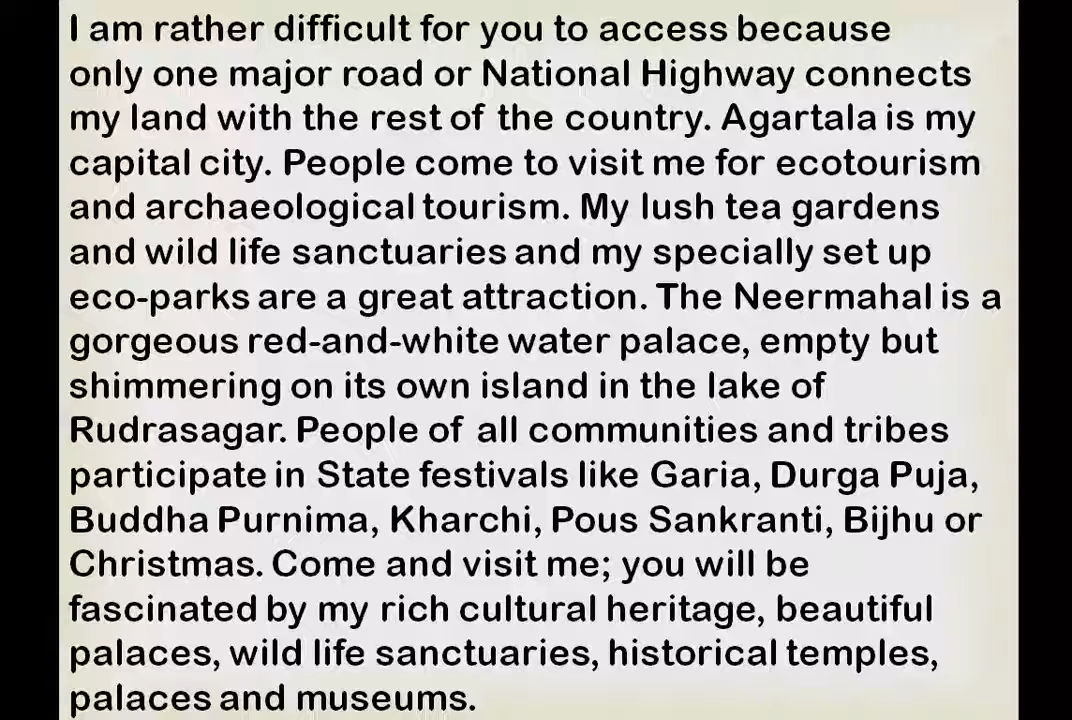 I am rather difficult for you to access because
only one major road or National Highway connects
my land with the rest of the country. Agartala is my
capital city. People come to visit me for ecotourism
and archaeological tourism. My lush tea gardens
and wild life sanctuaries and my specially set up
eco-parks are a great attraction. The Neermahal is a
gorgeous red-and-white water palace, empty but
shimmering on its own island in the lake of
Rudrasagar. People of all communities and tribes
participate in State festivals like Garia, Durga Puja,
Buddha Purnima, Kharchi, Pous Sankranti, Bijhu or
Christmas. Come and visit me; you will be
fascinated by my rich cultural heritage, beautiful
palaces, wild life sanctuaries, historical temples,
palaces and museums.